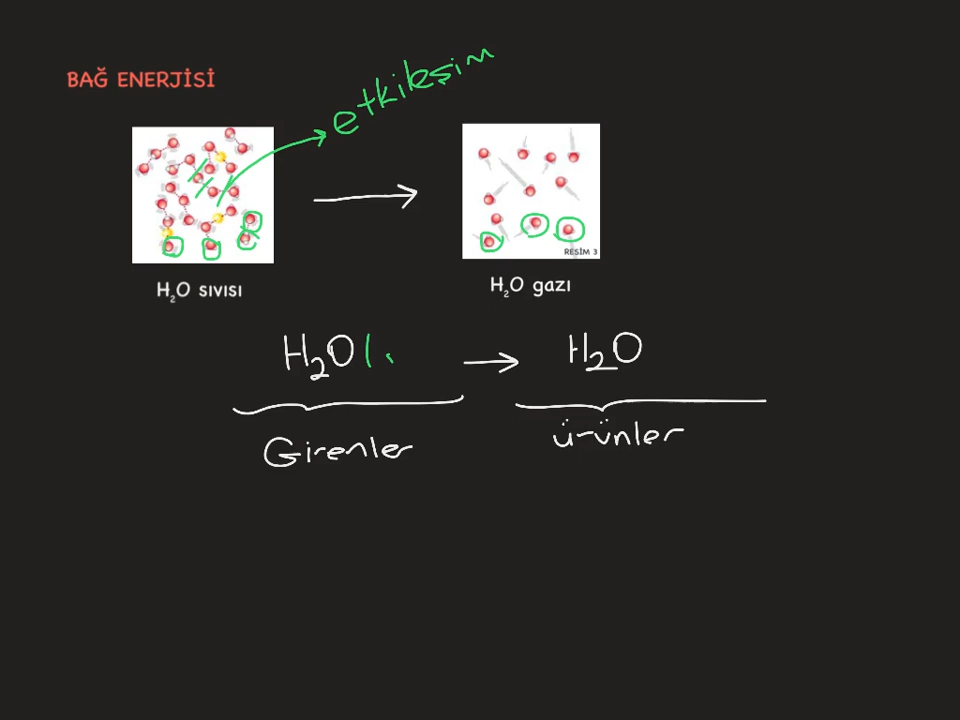 BAĞ ENERJİSİ
etkileşim
RESİM 3
H₂O sıvısı
H₂O gazı
H₂O(, → H₂O
Girenler
ürünler